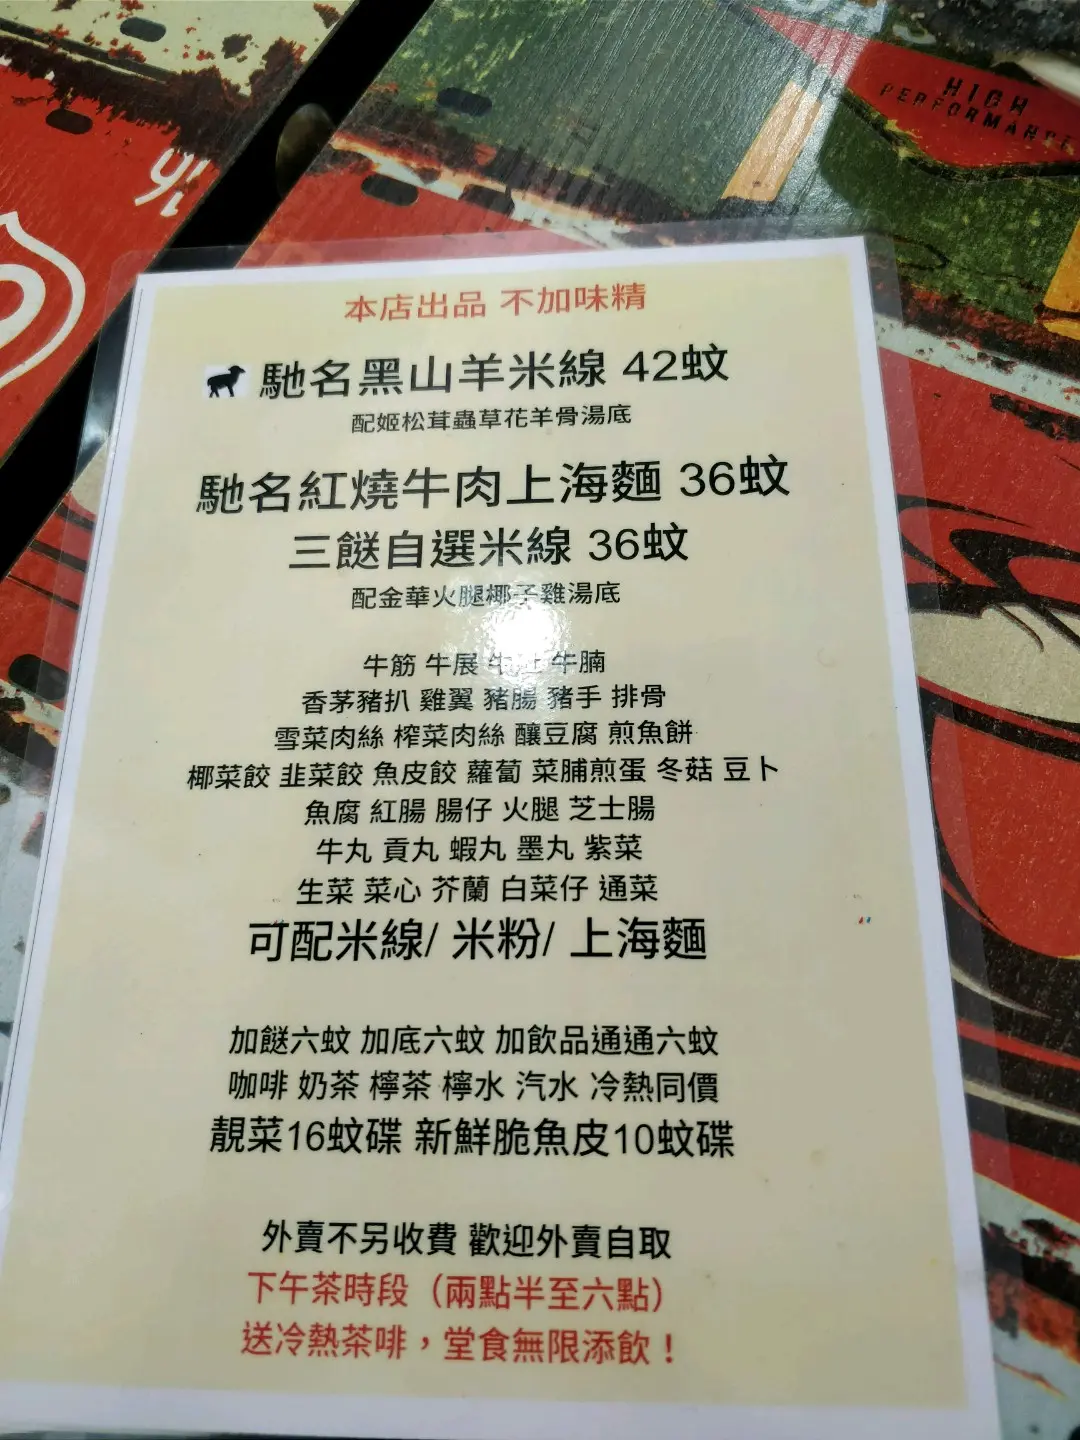 HIGH
PERFORMANCE
本店出品 不加味精
馳名黑山羊米線 42蚊
配姬松茸蟲草花羊骨湯底
馳名紅燒牛肉上海麵 36蚊
三餸自選米線 36蚊
配金華火腿椰子雞湯底
牛筋 牛展 牛肚 牛腩
香茅豬扒 雞翼 豬腸 豬手 排骨
雪菜肉絲 榨菜肉絲 釀豆腐 煎魚餅
椰菜餃 韭菜餃 魚皮餃 蘿蔔 菜脯煎蛋 冬菇 豆卜
魚腐 紅腸 腸仔 火腿 芝士腸
牛丸 貢丸 蝦丸 墨丸 紫菜
生菜 菜心 芥蘭 白菜仔 通菜
可配米線/ 米粉/ 上海麵
加餸六蚊 加底六蚊 加飲品通通六蚊
咖啡 奶茶 檸茶 檸水 汽水 冷熱同價
靚菜16蚊碟 新鮮脆魚皮10蚊碟
外賣不另收費 歡迎外賣自取
下午茶時段（兩點半至六點）
送冷熱茶啡，堂食無限添飲！